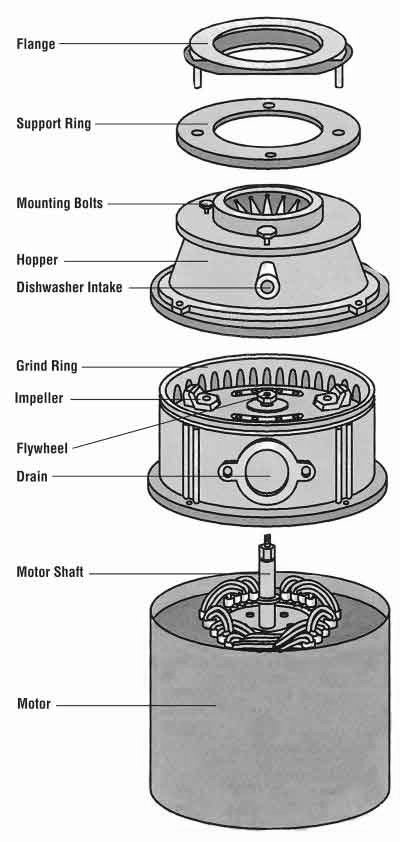 Flange
Support Ring
Mounting Bolts
Hopper
Dishwasher Intake
Grind Ring
Impeller
Flywheel
Drain
Motor Shaft
Motor